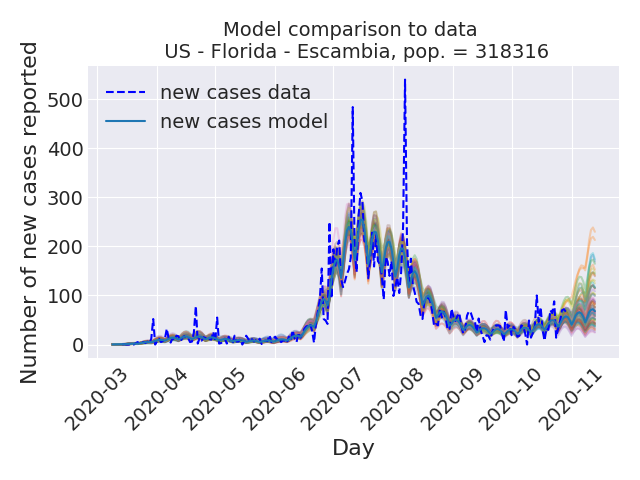 Model comparison to data
US - Florida - Escambia, pop. = 318316
Number of new cases reported
500
400
300
200
100
0
new cases data
new cases model
2020-03
2020-04
2020-05
2020-06
2020-07
2020-08
2020-09
2020-10
2020-11
Day